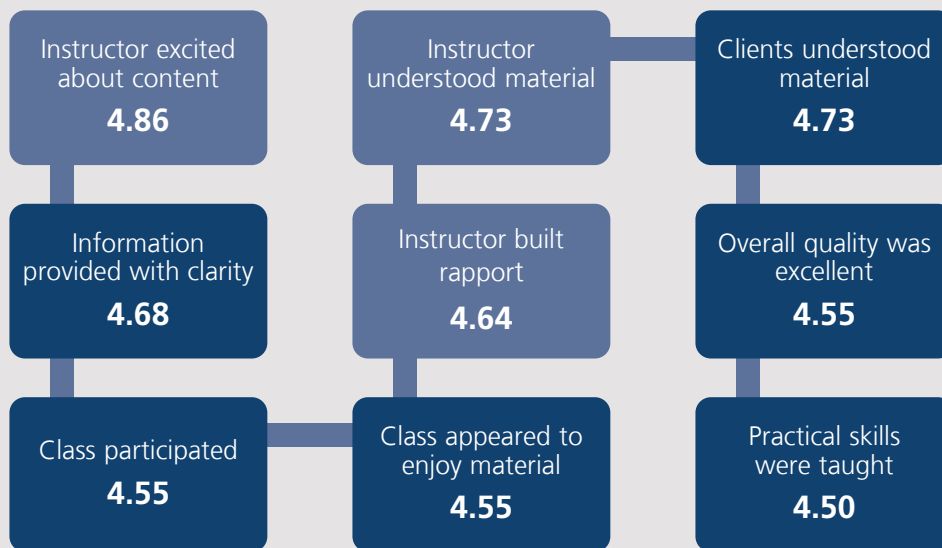 Instructor excited
about content
4.86
Instructor
understood material
4.73
Clients understood
material
4.73
Information
provided with clarity
4.68
Instructor built
rapport
4.64
Overall quality was
excellent
4.55
Class participated
4.55
Class appeared to
enjoy material
4.55
Practical skills
were taught
4.50